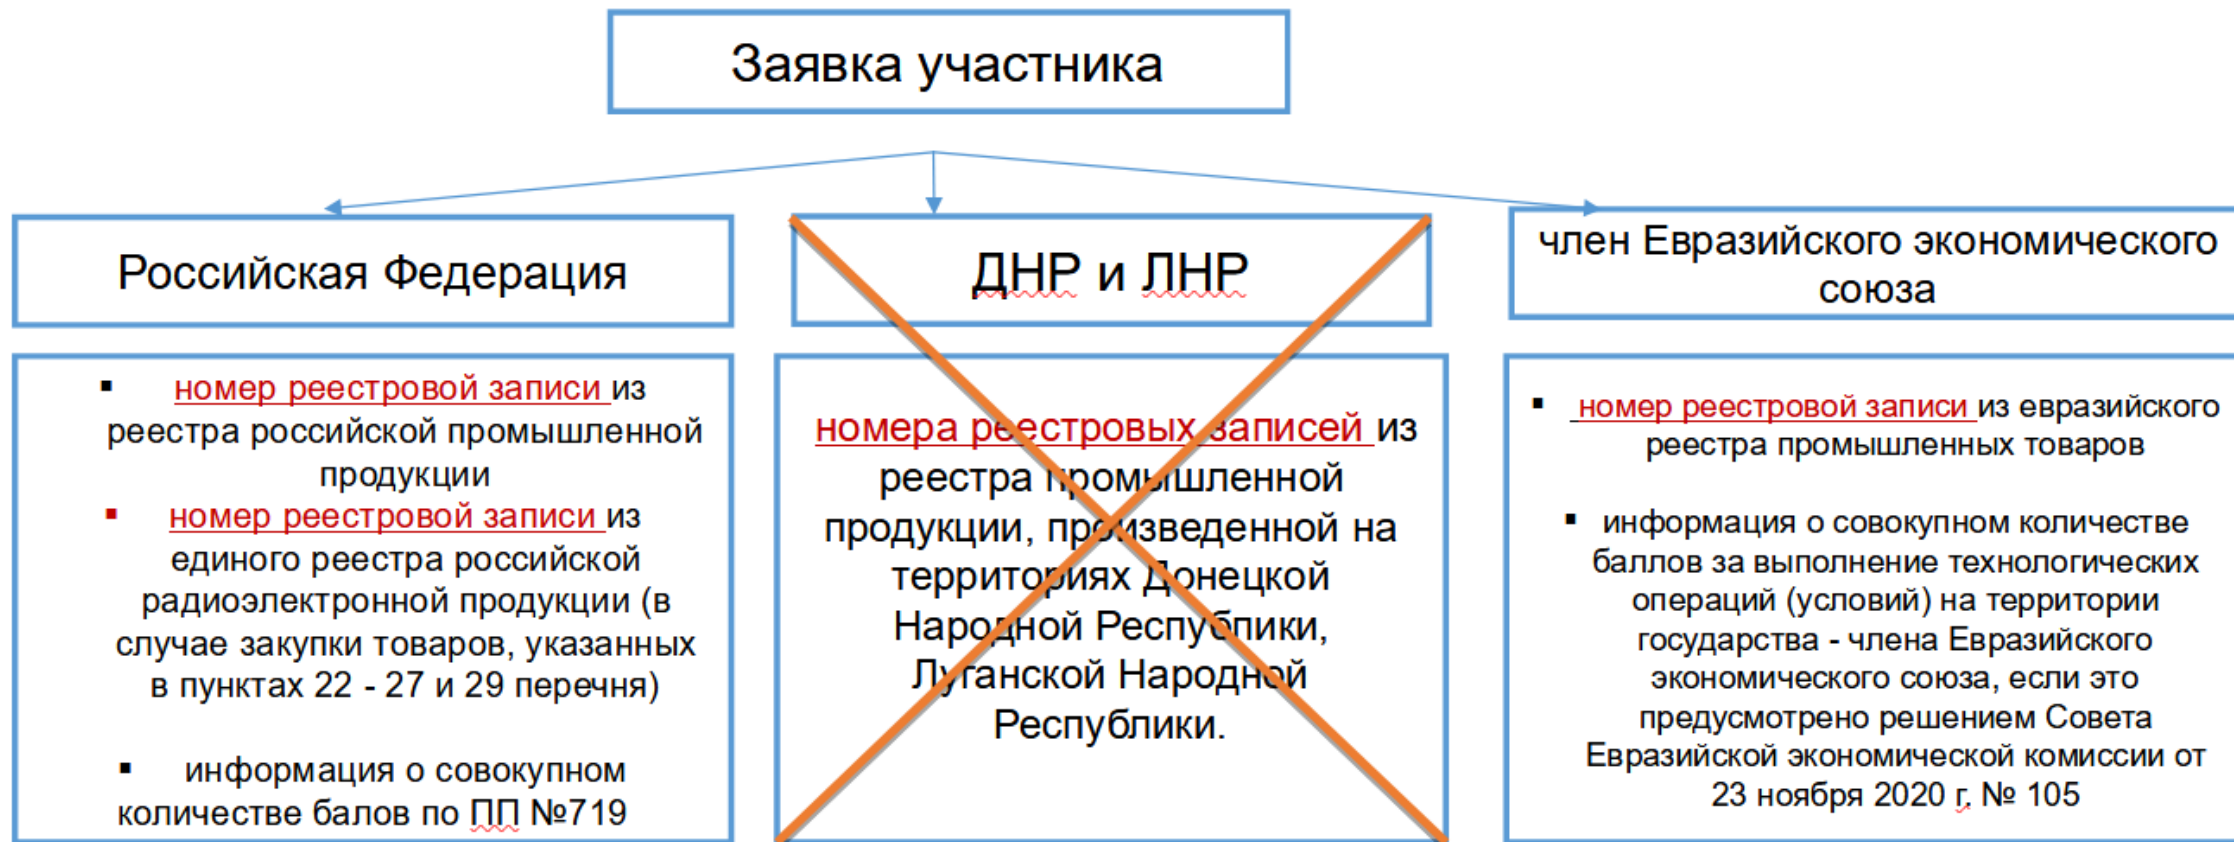 Заявка участника
Российская Федерация
ДНР и ЛНР
член Евразийского экономического
союза
▪ номер реестровой записи из
реестра российской промышленной
продукции
▪ номер реестровой записи из
единого реестра российской
радиоэлектронной продукции (в
случае закупки товаров, указанных
в пунктах 22 - 27 и 29 перечня)
▪ информация о совокупном
количестве балов по ПП №719
номера реестровых записей из
реестра промышленной
продукции, произведенной на
территориях Донецкой
Народной Республики,
Луганской Народной
Республики.
▪ номер реестровой записи из евразийского
реестра промышленных товаров
▪ информация о совокупном количестве
баллов за выполнение технологических
операций (условий) на территории
государства - члена Евразийского
экономического союза, если это
предусмотрено решением Совета
Евразийской экономической комиссии от
23 ноября 2020 г. № 105